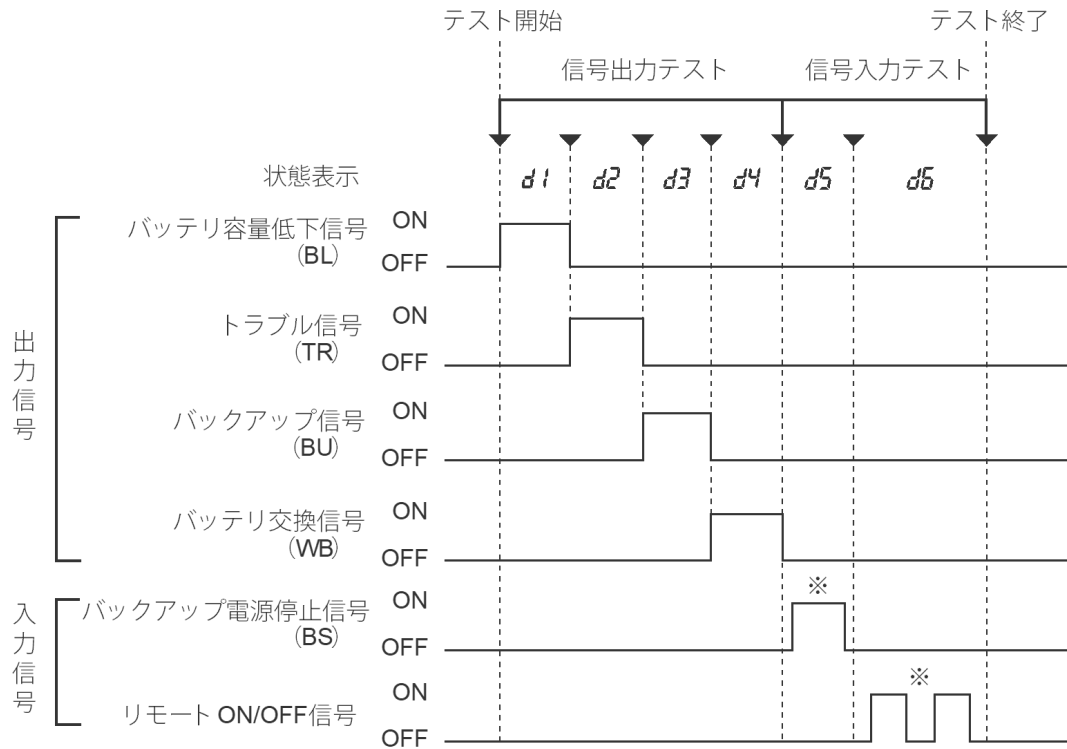 テスト開始
テスト終了
信号出力テスト
信号入力テスト
状態表示
d1
d2
d3
d4
d5
d6
出力信号
バッテリ容量低下信号
(BL)
ON
OFF
トラブル信号
(TR)
ON
OFF
バックアップ信号
(BU)
ON
OFF
バッテリ交換信号
(WB)
ON
OFF
入力信号
バックアップ電源停止信号
(BS)
ON
OFF
※
リモート ON/OFF信号
ON
OFF
※